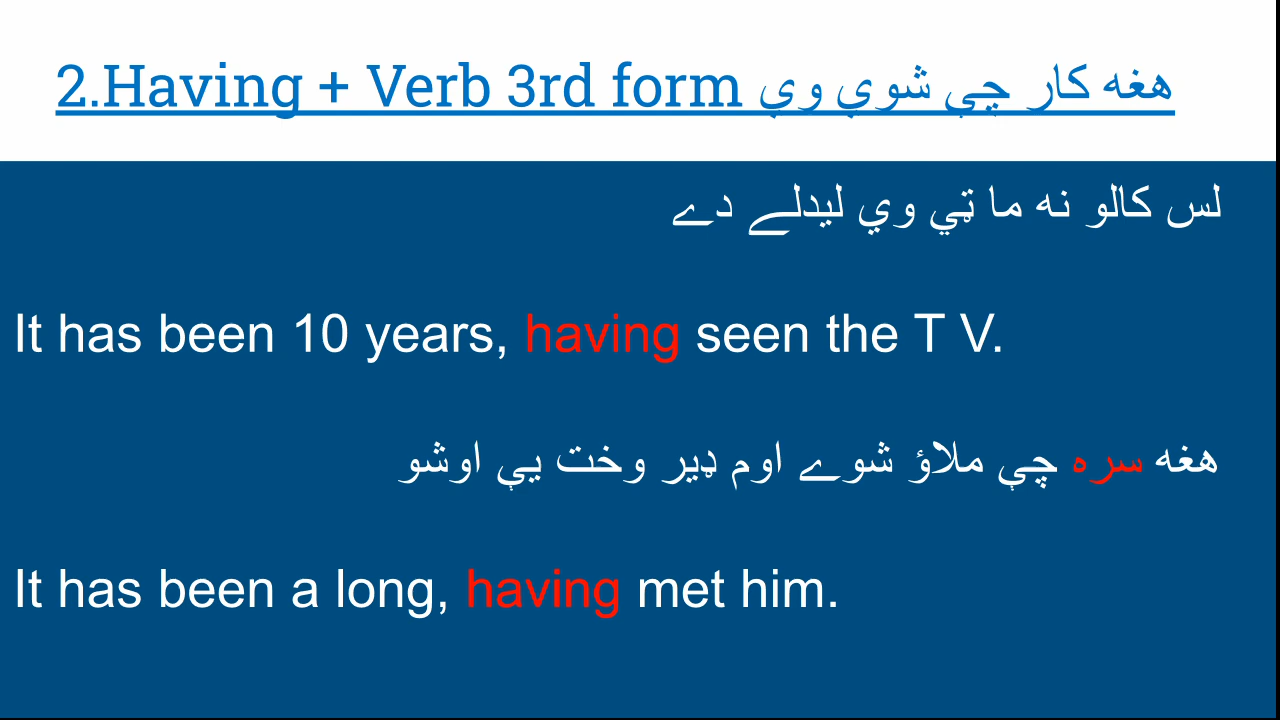 2.Having + Verb 3rd form هغه کار چې شوي وي
لس کالو نه ما ټي وي ليدلے دے
It has been 10 years, having seen the T V.
هغه سره چې ملاؤ شوے اوم ډير وخت يې اوشو
It has been a long, having met him.